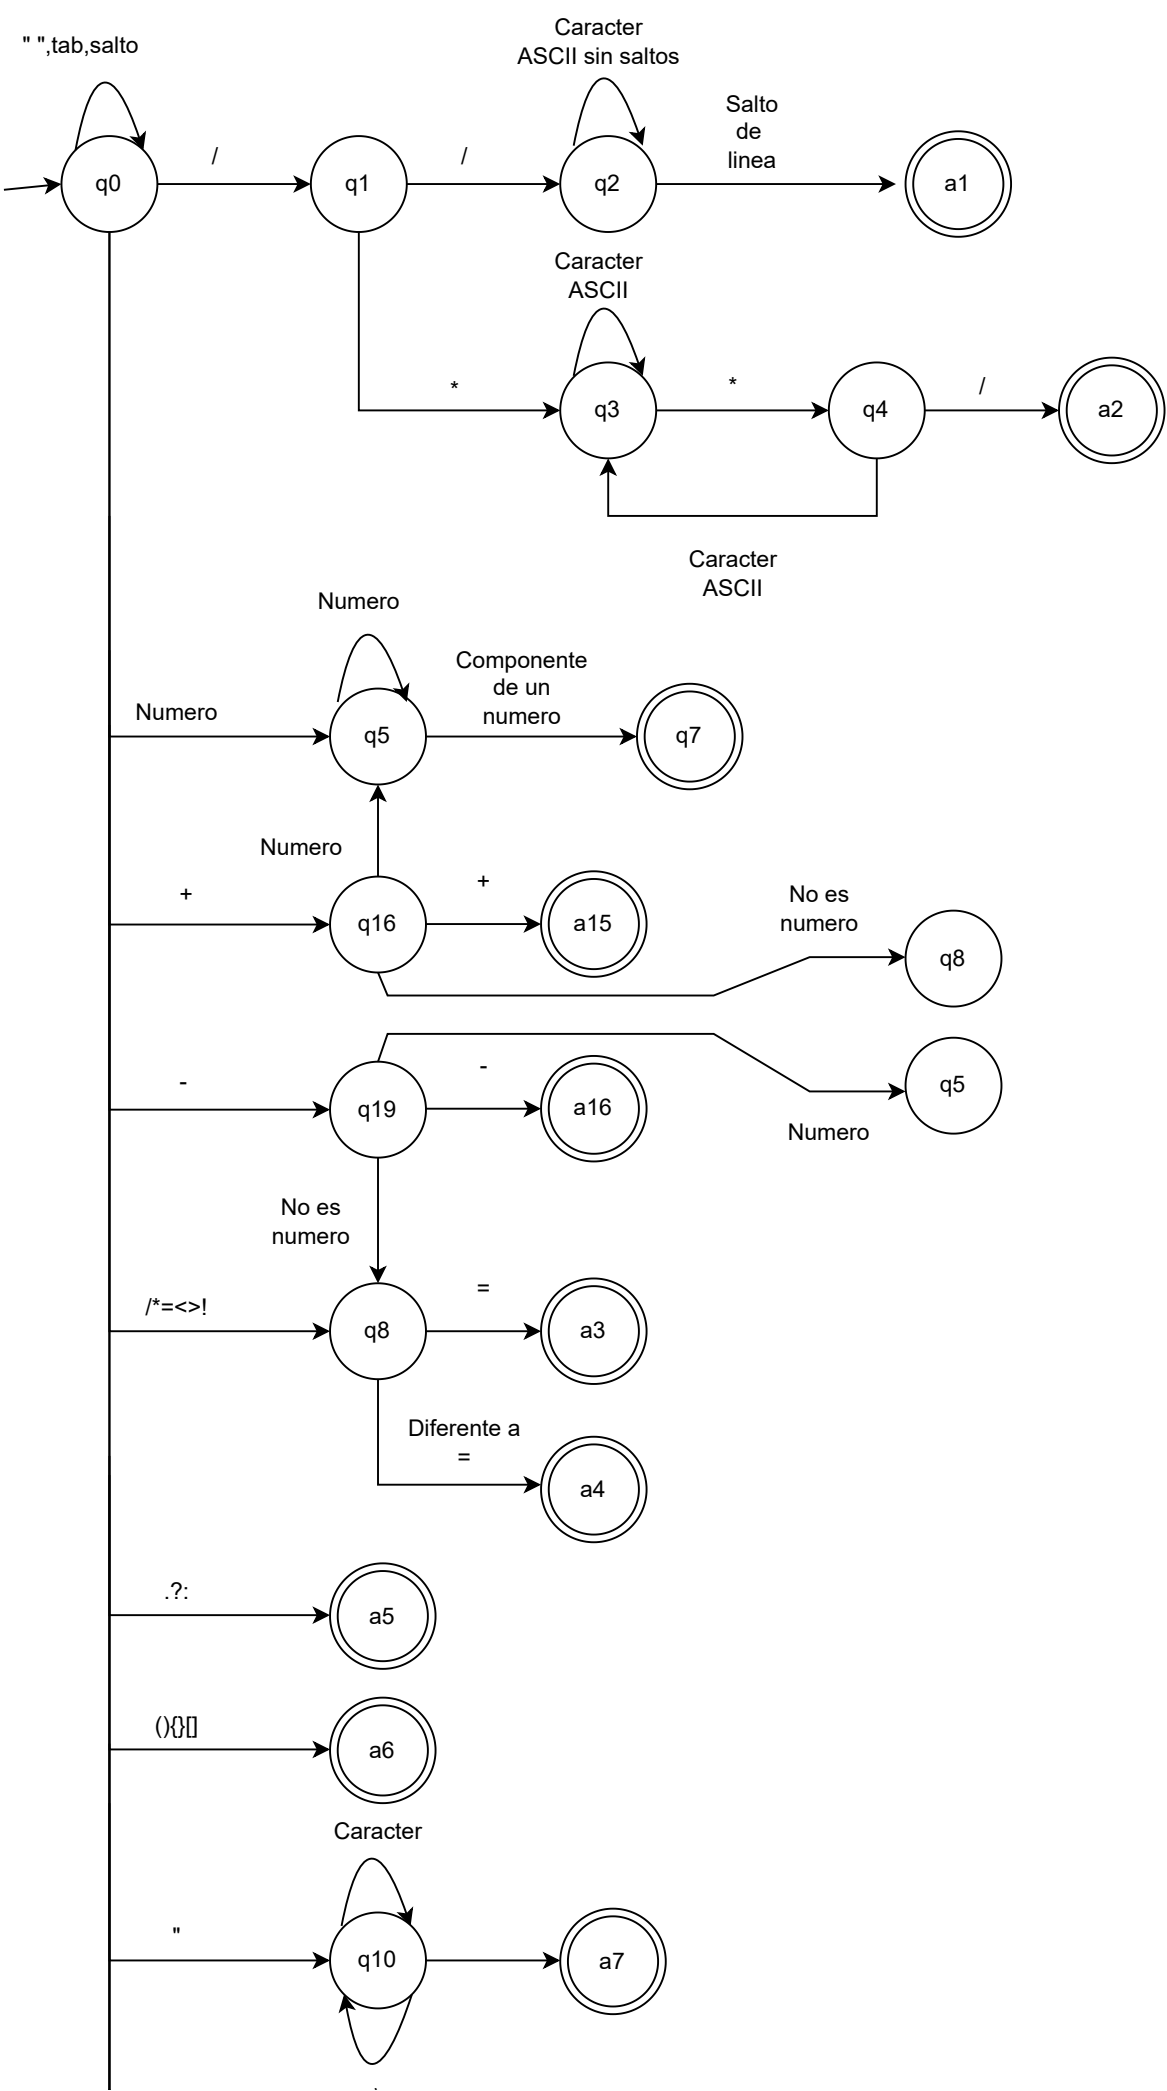 " ",tab,salto
Caracter
ASCII sin saltos
Salto
de
linea
/
/
q0
q1
q2
a1
Caracter
ASCII
*
*
/
q3
q4
a2
Caracter
ASCII
Numero
Numero
Componente
de un
numero
q5
q7
Numero
+
+
No es
numero
q16
a15
q8
-
-
q19
a16
q5
Numero
No es
numero
/*=<>!
=
q8
a3
Diferente a
=
a4
.?:
a5
(){}[]
a6
Caracter
"
q10
a7